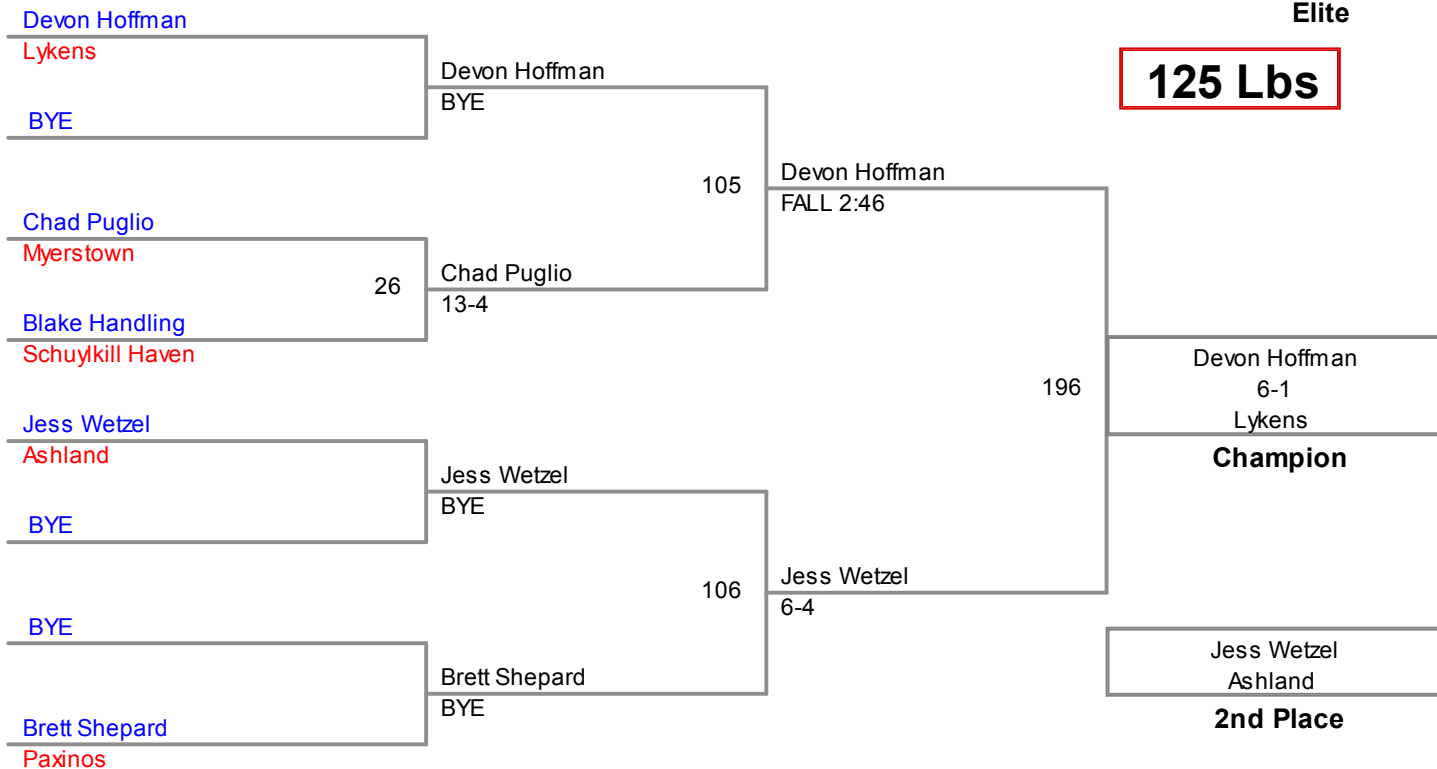 Elite
125 Lbs
Devon Hoffman
Lykens
BYE
Chad Puglio
Myerstown
26
Blake Handling
Schuylkill Haven
Jess Wetzel
Ashland
BYE
BYE
Brett Shepard
Paxinos
Devon Hoffman
BYE
105
Chad Puglio
13-4
Jess Wetzel
BYE
106
Brett Shepard
BYE
Devon Hoffman
FALL 2:46
196
Jess Wetzel
6-4
Devon Hoffman
6-1
Lykens
Champion
Jess Wetzel
Ashland
2nd Place